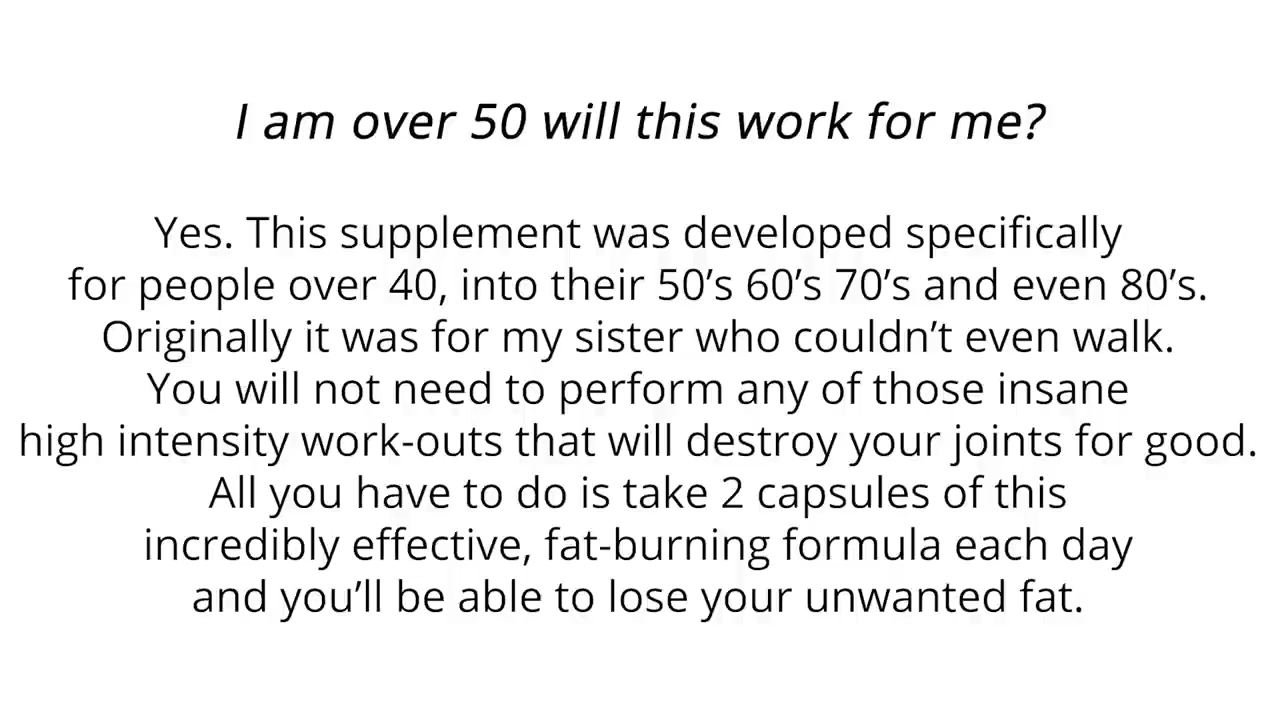 I am over 50 will this work for me?
Yes. This supplement was developed specifically
for people over 40, into their 50’s 60’s 70’s and even 80’s.
Originally it was for my sister who couldn’t even walk.
You will not need to perform any of those insane
high intensity work-outs that will destroy your joints for good.
All you have to do is take 2 capsules of this
incredibly effective, fat-burning formula each day
and you’ll be able to lose your unwanted fat.